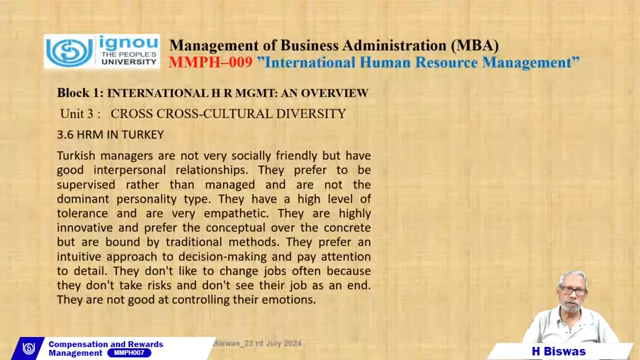 ignou
THE PEOPLE'S
UNIVERSITY
Management of Business Administration (MBA)
MMPH–009 ”International Human Resource Management”
Block 1: INTERNATIONAL H R MGMT: AN OVERVIEW
Unit 3 : CROSS CROSS-CULTURAL DIVERSITY
3.6 HRM IN TURKEY
Turkish managers are not very socially friendly but have
good interpersonal relationships. They prefer to be
supervised rather than managed and are not the
dominant personality type. They have a high level of
tolerance and are very empathetic. They are highly
innovative and prefer the conceptual over the concrete
but are bound by traditional methods. They prefer an
intuitive approach to decision-making and pay attention
to detail. They don't like to change jobs often because
they don't take risks and don't see their job as an end.
They are not good at controlling their emotions.
Biswas_23 rd July 2024
Compensation and Rewards
Management MMPH007
H Biswas